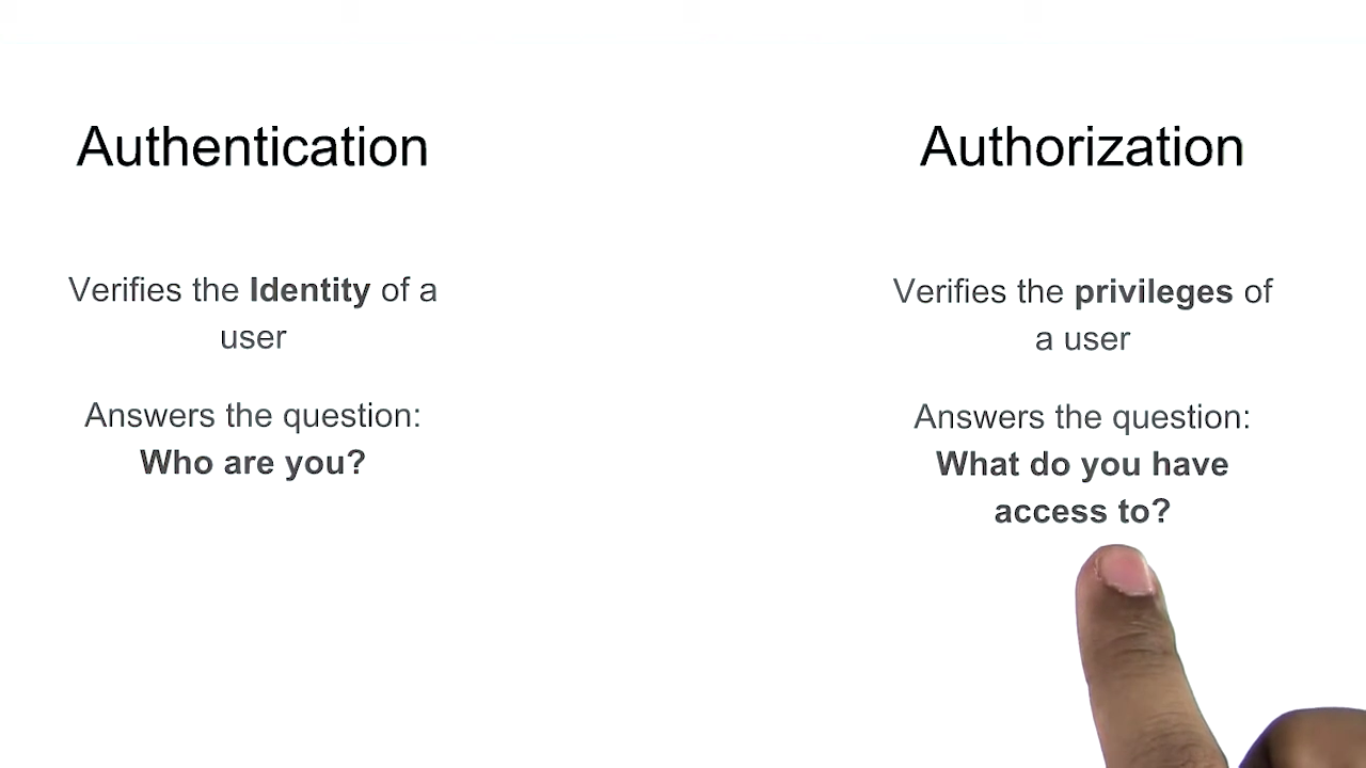 Authentication
Verifies the Identity of a
user
Answers the question:
Who are you?
Authorization
Verifies the privileges of
a user
Answers the question:
What do you have
access to?